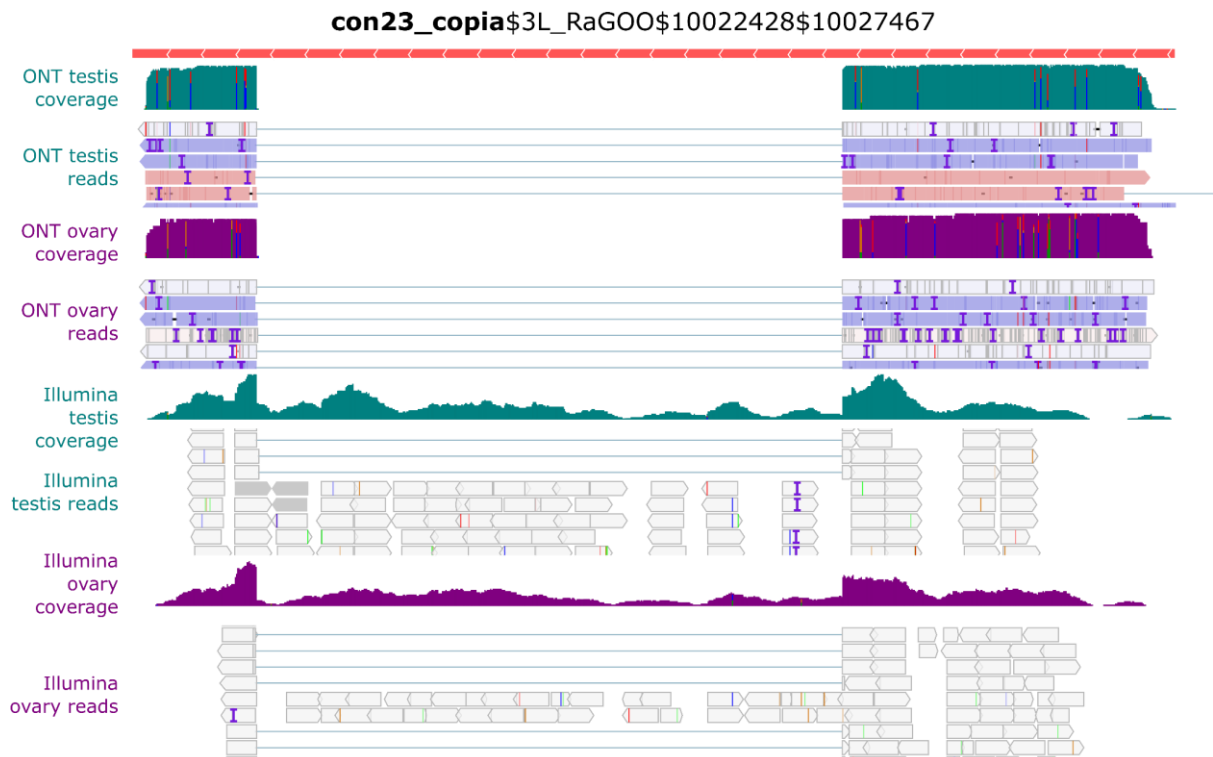 con23_copia$3L_RaGOO$10022428$10027467
ONT testis
coverage
ONT testis
reads
ONT ovary
coverage
ONT ovary
reads
Illumina
testis
coverage
Illumina
testis reads
Illumina
ovary
coverage
Illumina
ovary reads